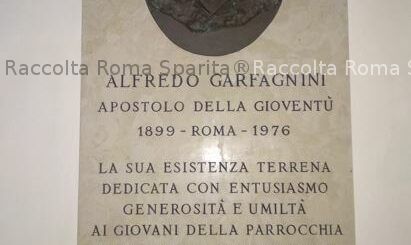 Raccolta Roma Sparita® Raccolta Roma S
ALFREDO GARFAGNINI
APOSTOLO DELLA GIOVENTÙ
1899 - ROMA - 1976
LA SUA ESISTENZA TERRENA
DEDICATA CON ENTUSIASMO
GENEROSITÀ E UMILTÀ
AI GIOVANI DELLA PARROCCHIA